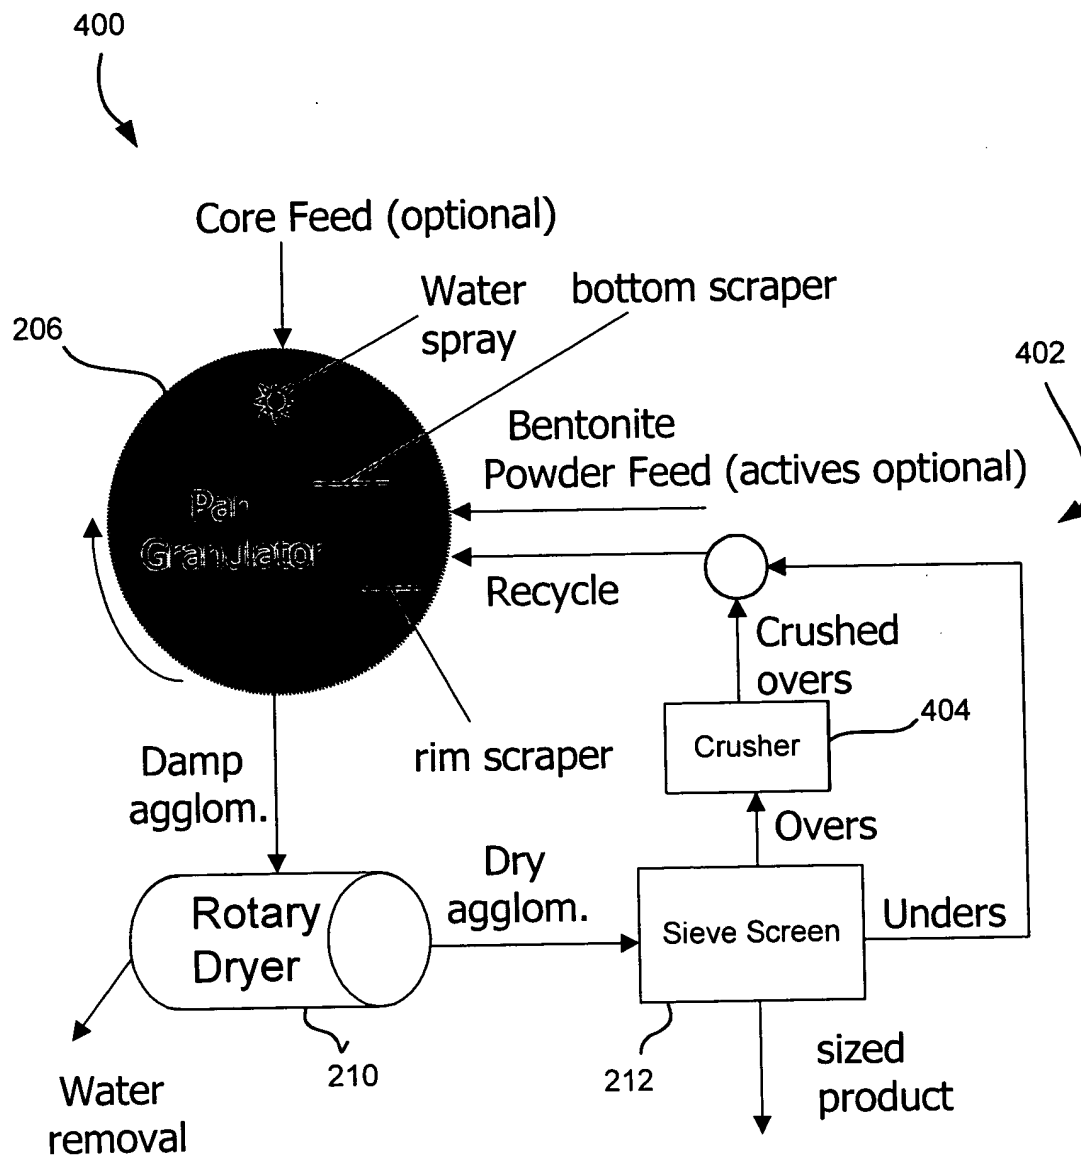 400
Core Feed (optional)
Water
spray
bottom scraper
206
402
Bentonite
Powder Feed (actives optional)
Pan
Granulator
Recycle
Crushed
overs
404
Crusher
rim scraper
Damp
agglom.
Overs
Dry
agglom.
Rotary
Dryer
Sieve Screen
Unders
210
212
sized
product
Water
removal